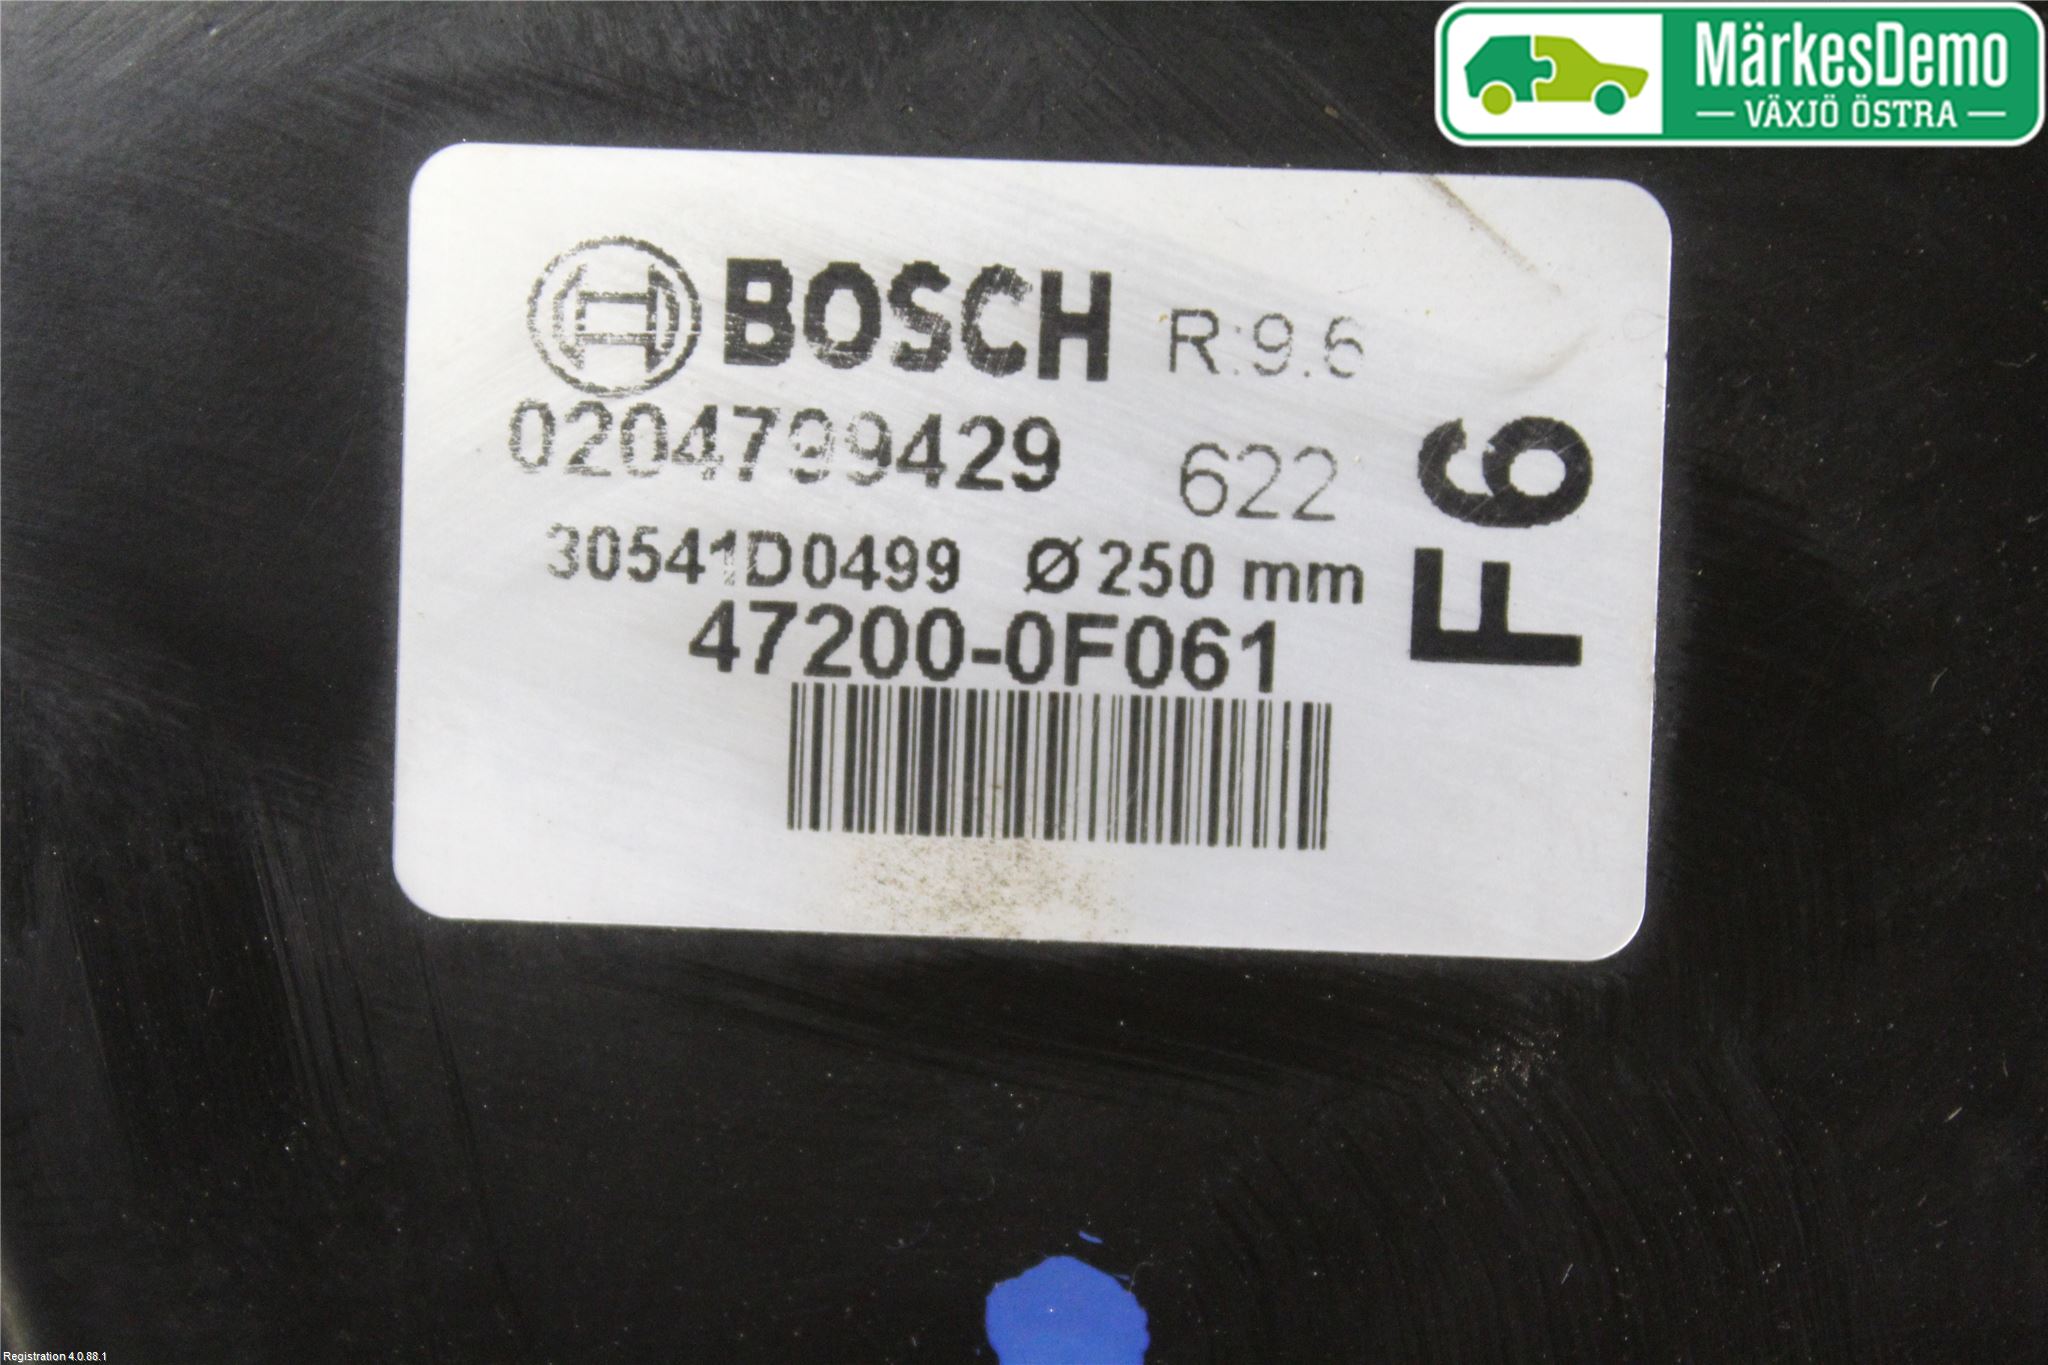 MärkesDemo
VÄXJÖ ÖSTRA
BOSCH R:9.6
0204799429 622
F6
30541D0499 Ø 250 mm
47200-0F061
Registration 4.0.88.1